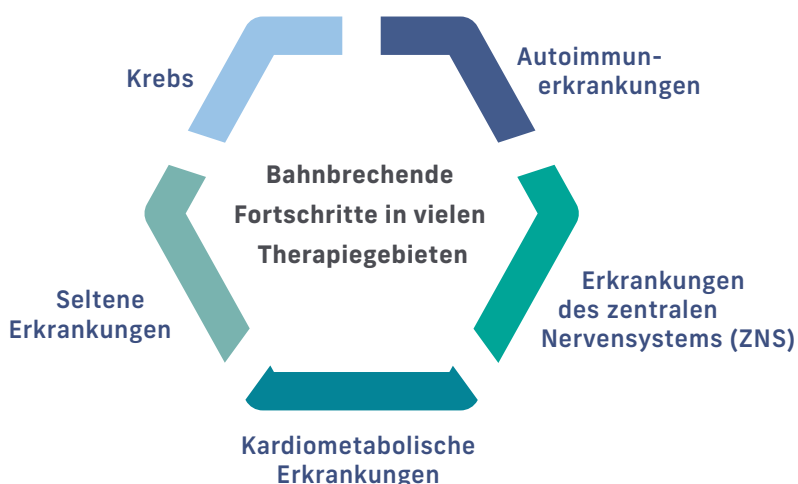 Krebs
Autoimmun-
erkrankungen
Bahnbrechende
Fortschritte in vielen
Therapiegebieten
Seltene
Erkrankungen
Erkrankungen
des zentralen
Nervensystems (ZNS)
Kardiometabolische
Erkrankungen